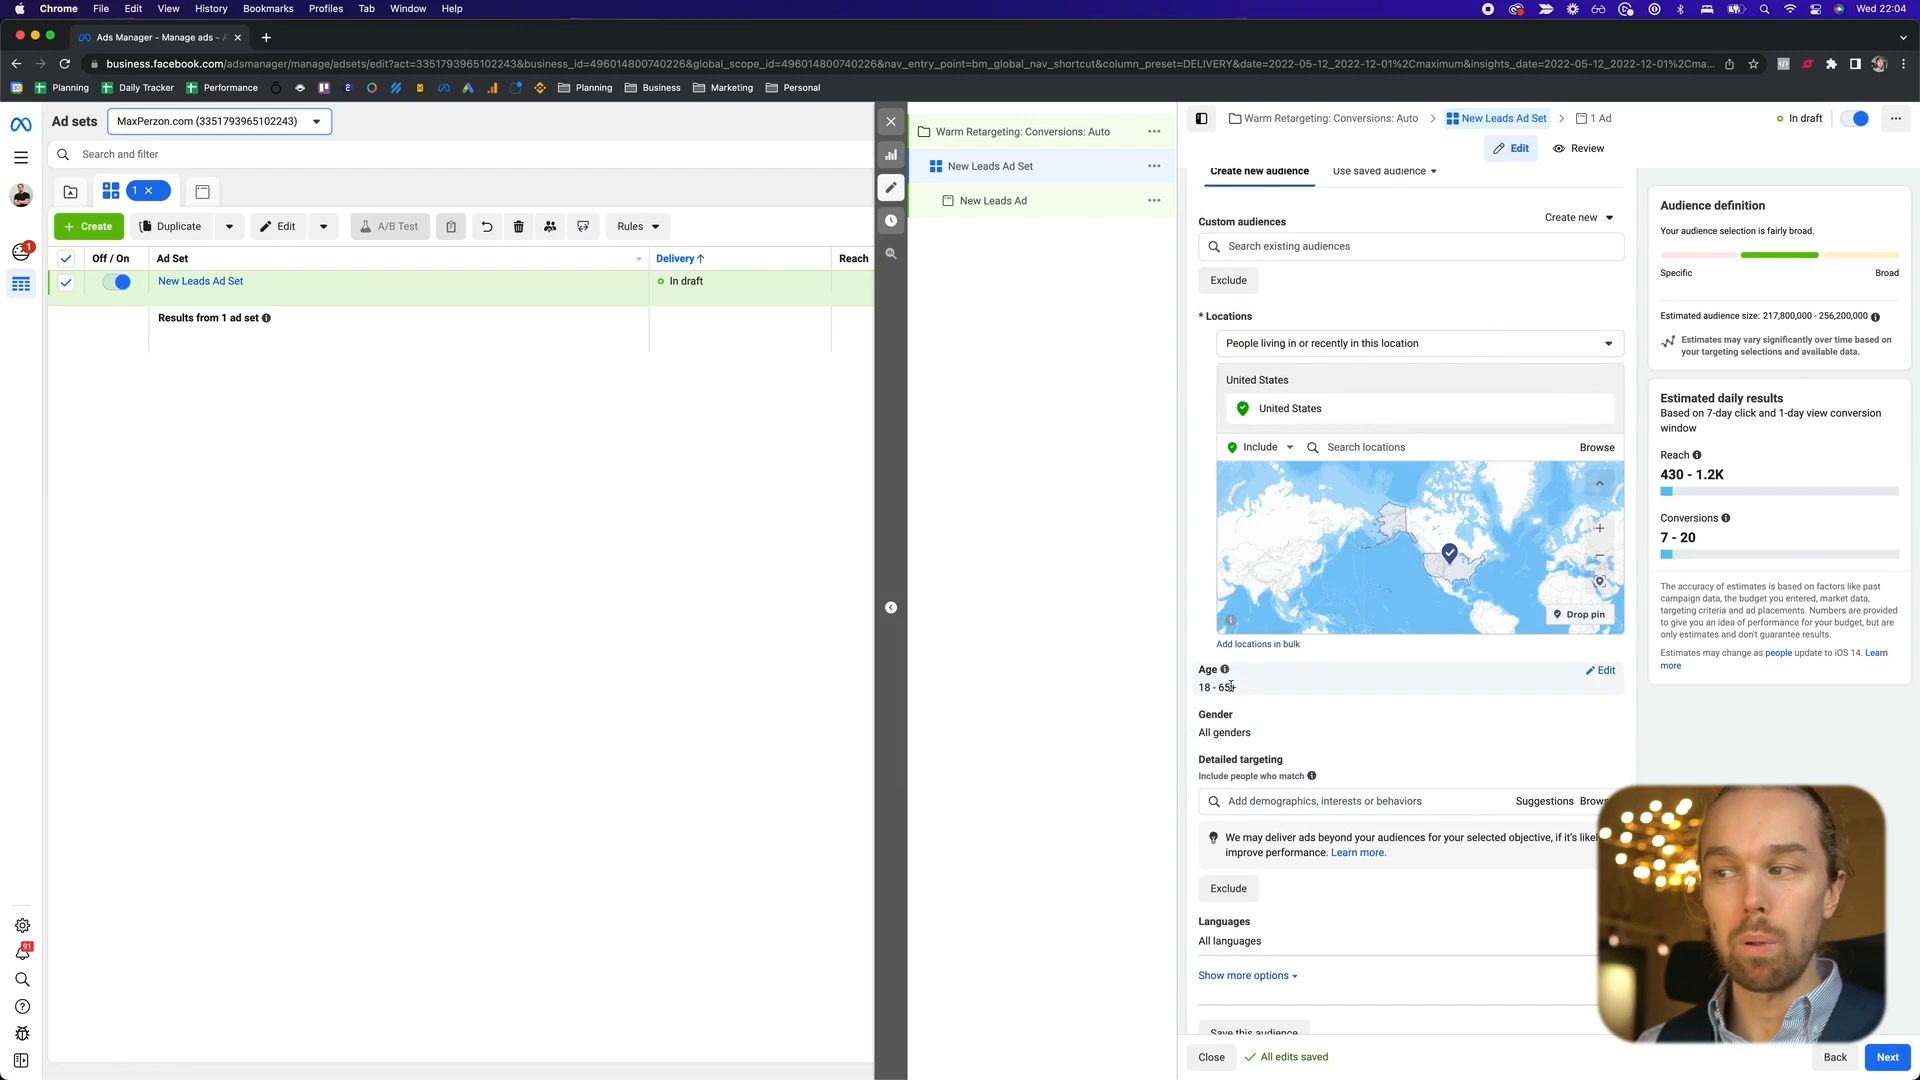 Chrome File Edit View History Bookmarks Profiles Tab Window Help
Wed 22:04
Ads Manager - Manage ads - A
business.facebook.com/adsmanager/manage/adsets/edit?act=3351793965102243&business_id=496014800740226&global_scope_id=496014800740226&nav_entry_point=bm_global_nav_shortcut&column_preset=DELIVERY&date=2022-05-12_2022-12-01%2Cmaximum&insights_date=2022-05-12_2022-12-01%2Cma...
Planning Daily Tracker Performance Planning Business Marketing Personal
Ad sets
MaxPerzon.com (3351793965102243)
Search and filter
1
Create Duplicate Edit A/B Test Rules
Off / On Ad Set Delivery Reach
New Leads Ad Set In draft
Results from 1 ad set
1
91
Warm Retargeting: Conversions: Auto
New Leads Ad Set
New Leads Ad
Warm Retargeting: Conversions: Auto New Leads Ad Set 1 Ad In draft
Edit Review
Create new audience Use saved audience
Custom audiences Create new
Search existing audiences
Exclude
* Locations
People living in or recently in this location
United States
United States
Include Search locations Browse
Drop pin
Add locations in bulk
Age
Edit
18 - 65+
Gender
All genders
Detailed targeting
Include people who match
Add demographics, interests or behaviors Suggestions Brows
We may deliver ads beyond your audiences for your selected objective, if it's likel
improve performance. Learn more.
Exclude
Languages
All languages
Show more options
Save this audience
Close All edits saved Back Next
Audience definition
Your audience selection is fairly broad.
Specific Broad
Estimated audience size: 217,800,000 - 256,200,000
Estimates may vary significantly over time based on
your targeting selections and available data.
Estimated daily results
Based on 7-day click and 1-day view conversion
window
Reach
430 - 1.2K
Conversions
7 - 20
The accuracy of estimates is based on factors like past
campaign data, the budget you entered, market data,
targeting criteria and ad placements. Numbers are provided
to give you an idea of performance for your budget, but are
only estimates and don't guarantee results.
Estimates may change as people update to iOS 14. Learn
more